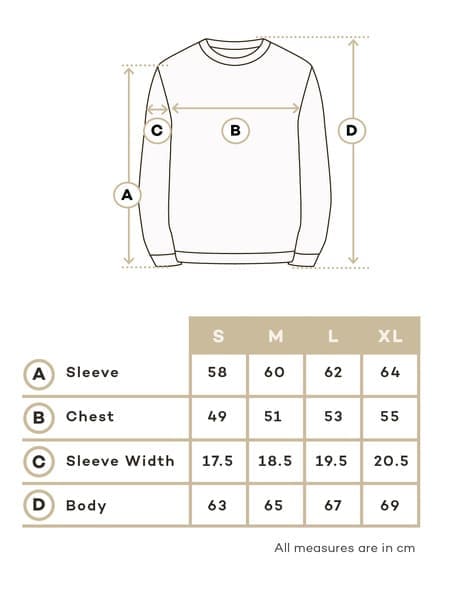 C
B
D
A
S M L XL
A Sleeve 58 60 62 64
B Chest 49 51 53 55
C Sleeve Width 17.5 18.5 19.5 20.5
D Body 63 65 67 69
All measures are in cm